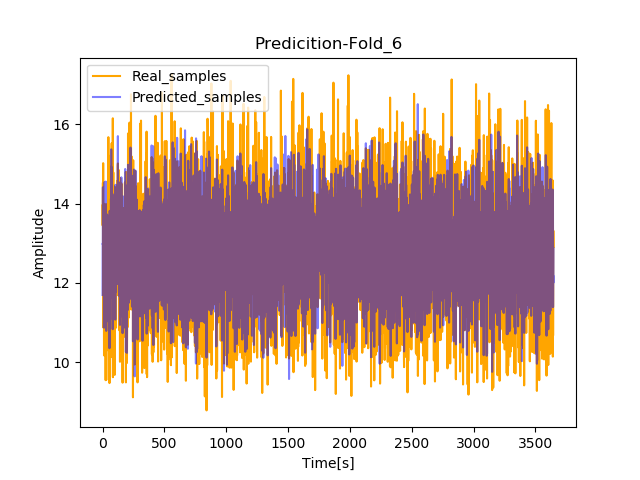 Predicition-Fold_6
Real_samples
Predicted_samples
16
14
12
10
Amplitude
0 500 1000 1500 2000 2500 3000 3500
Time[s]